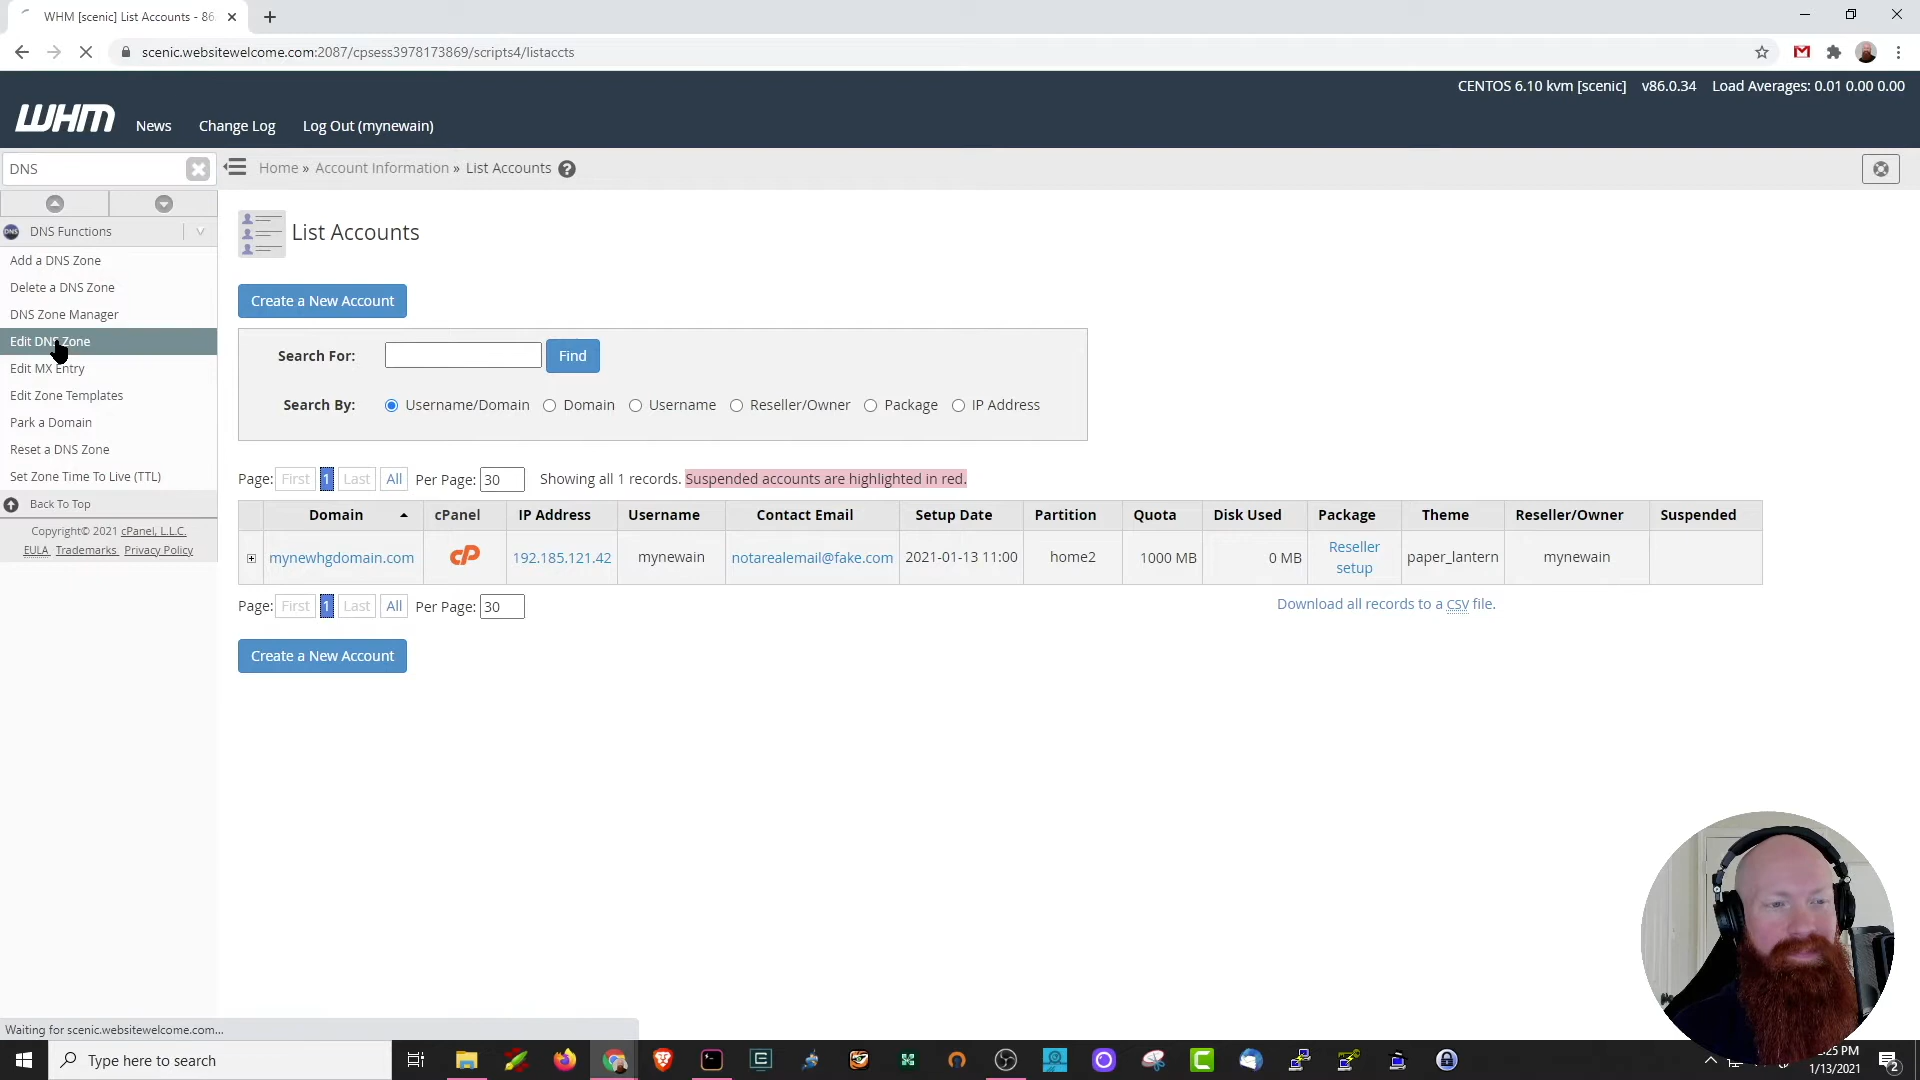 WHM [scenic] List Accounts - 86.
scenic.websitewelcome.com:2087/cpsess3978173869/scripts4/listaccts
CENTOS 6.10 kvm [scenic] v86.0.34 Load Averages: 0.01 0.00 0.00
WHM News Change Log Log Out (mynewain)
DNS
Home » Account Information » List Accounts
DNS Functions
Add a DNS Zone
Delete a DNS Zone
DNS Zone Manager
Edit DNS Zone
Edit MX Entry
Edit Zone Templates
Park a Domain
Reset a DNS Zone
Set Zone Time To Live (TTL)
Back To Top
Copyright© 2021 cPanel, L.L.C.
EULA Trademarks Privacy Policy
List Accounts
Create a New Account
Search For: Find
Search By: Username/Domain Domain Username Reseller/Owner Package IP Address
Page: First 1 Last All Per Page: 30 Showing all 1 records. Suspended accounts are highlighted in red.
Domain cPanel IP Address Username Contact Email Setup Date Partition Quota Disk Used Package Theme Reseller/Owner Suspended
mynewhgdomain.com cP 192.185.121.42 mynewain notarealemail@fake.com 2021-01-13 11:00 home2 1000 MB 0 MB Reseller setup paper_lantern mynewain
Page: First 1 Last All Per Page: 30
Download all records to a CSV file.
Create a New Account
Waiting for scenic.websitewelcome.com...
Type here to search
:25 PM
1/13/2021
2